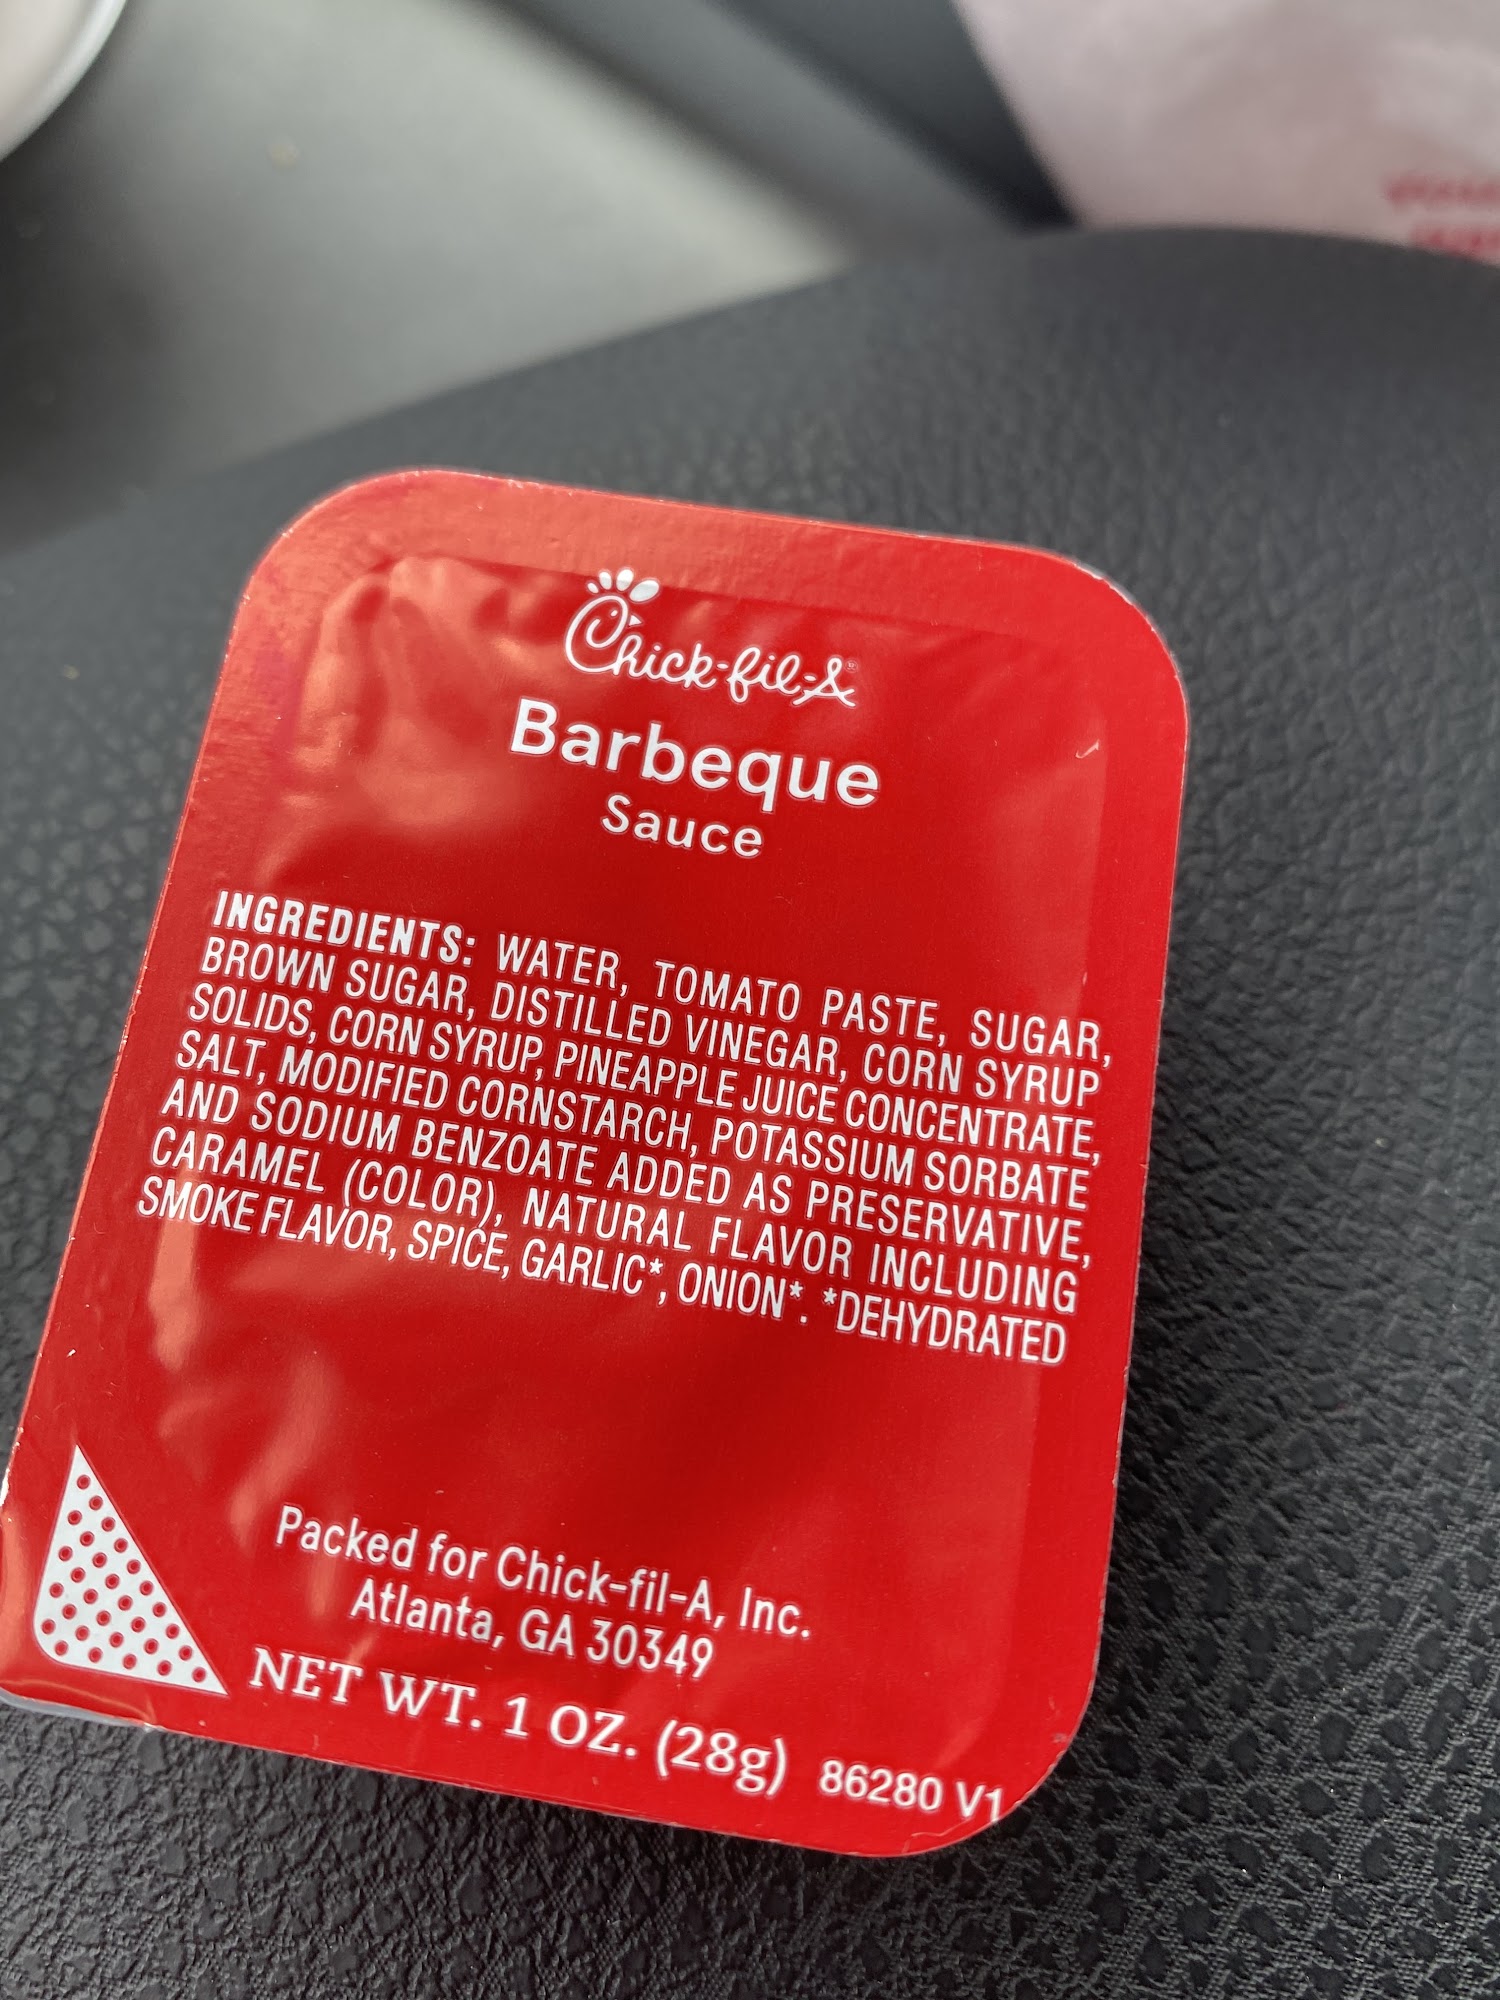 Chick-fil-A®
Barbeque
Sauce
INGREDIENTS: WATER, TOMATO PASTE, SUGAR,
BROWN SUGAR, DISTILLED VINEGAR, CORN SYRUP
SOLIDS, CORN SYRUP, PINEAPPLE JUICE CONCENTRATE,
SALT, MODIFIED CORNSTARCH, POTASSIUM SORBATE
AND SODIUM BENZOATE ADDED AS PRESERVATIVE,
CARAMEL (COLOR), NATURAL FLAVOR INCLUDING
SMOKE FLAVOR, SPICE, GARLIC*, ONION*. *DEHYDRATED
Packed for Chick-fil-A, Inc.
Atlanta, GA 30349
NET WT. 1 OZ. (28g) 86280 V1